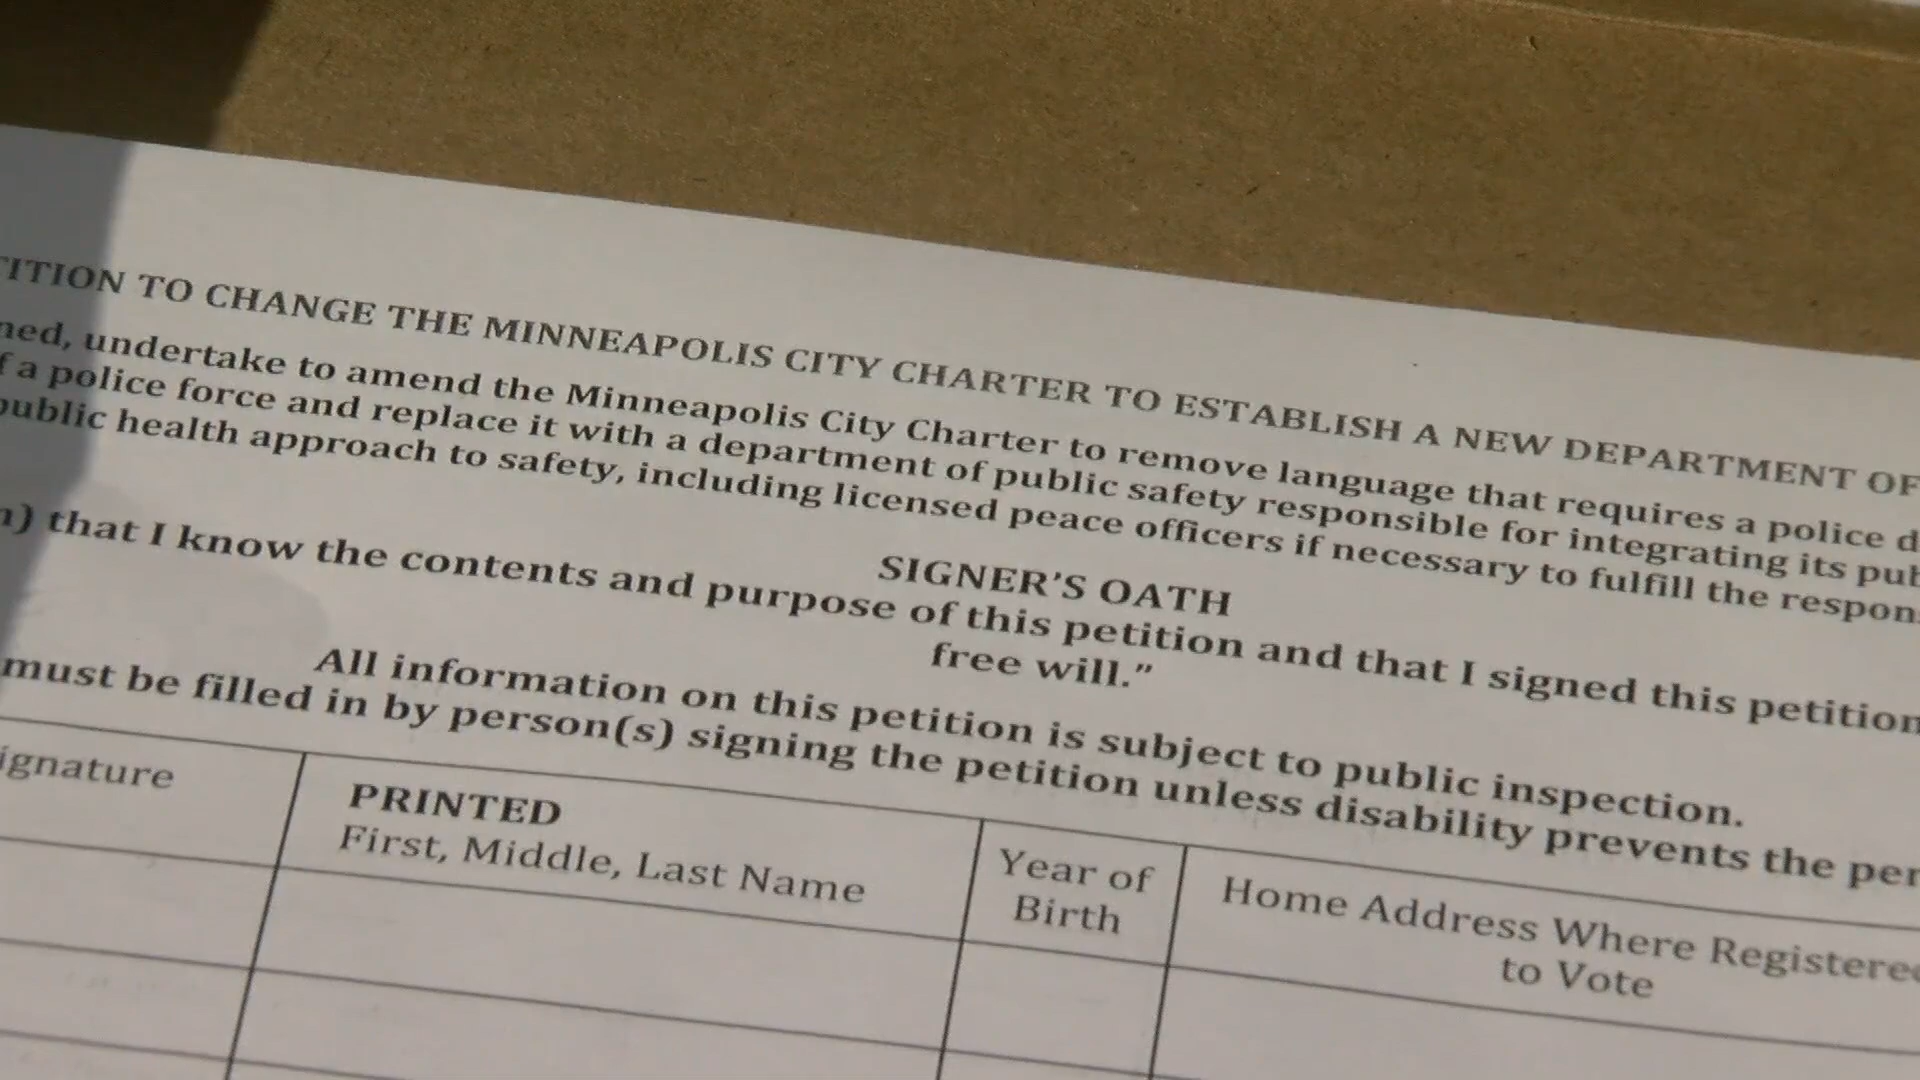 TITION TO CHANGE THE MINNEAPOLIS CITY CHARTER TO ESTABLISH A NEW DEPARTMENT OF
ned, undertake to amend the Minneapolis City Charter to remove language that requires a police d
f a police force and replace it with a department of public safety responsible for integrating its pub
public health approach to safety, including licensed peace officers if necessary to fulfill the respon
SIGNER'S OATH
n) that I know the contents and purpose of this petition and that I signed this petition
free will."
All information on this petition is subject to public inspection.
must be filled in by person(s) signing the petition unless disability prevents the per
ignature
PRINTED
First, Middle, Last Name
Year of
Birth
Home Address Where Registered
to Vote